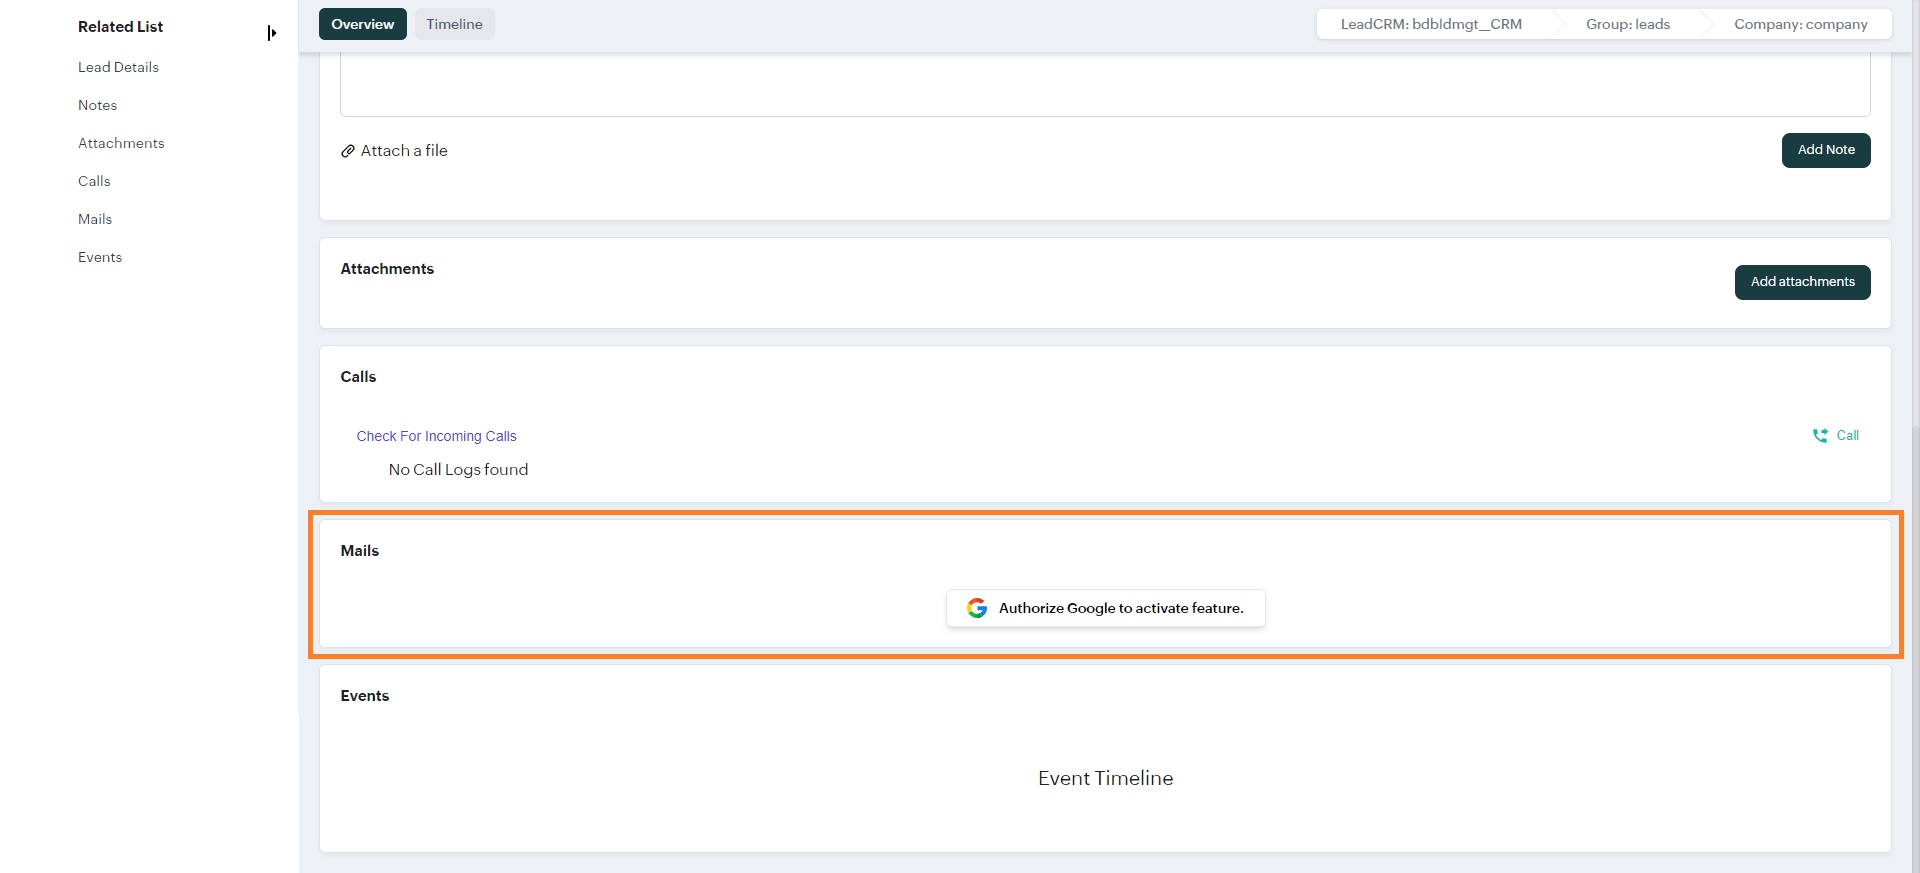 Related List
Lead Details
Notes
Attachments
Calls
Mails
Events
Overview
Timeline
LeadCRM: bdbldmgt__CRM
Group: leads
Company: company
Attach a file
Add Note
Attachments
Add attachments
Calls
Check For Incoming Calls
Call
No Call Logs found
Mails
Authorize Google to activate feature.
Events
Event Timeline